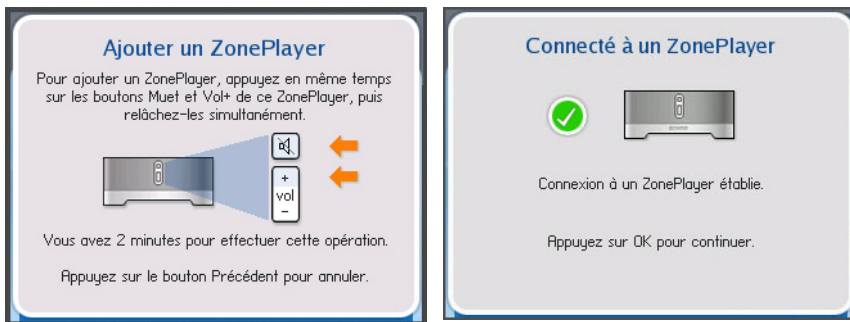 Ajouter un ZonePlayer
Pour ajouter un ZonePlayer, appuyez en même temps
sur les boutons Muet et Vol+ de ce ZonePlayer, puis
relâchez-les simultanément.
+
vol
−
Vous avez 2 minutes pour effectuer cette opération.
Appuyez sur le bouton Précédent pour annuler.
Connecté à un ZonePlayer
Connexion à un ZonePlayer établie.
Appuyez sur OK pour continuer.